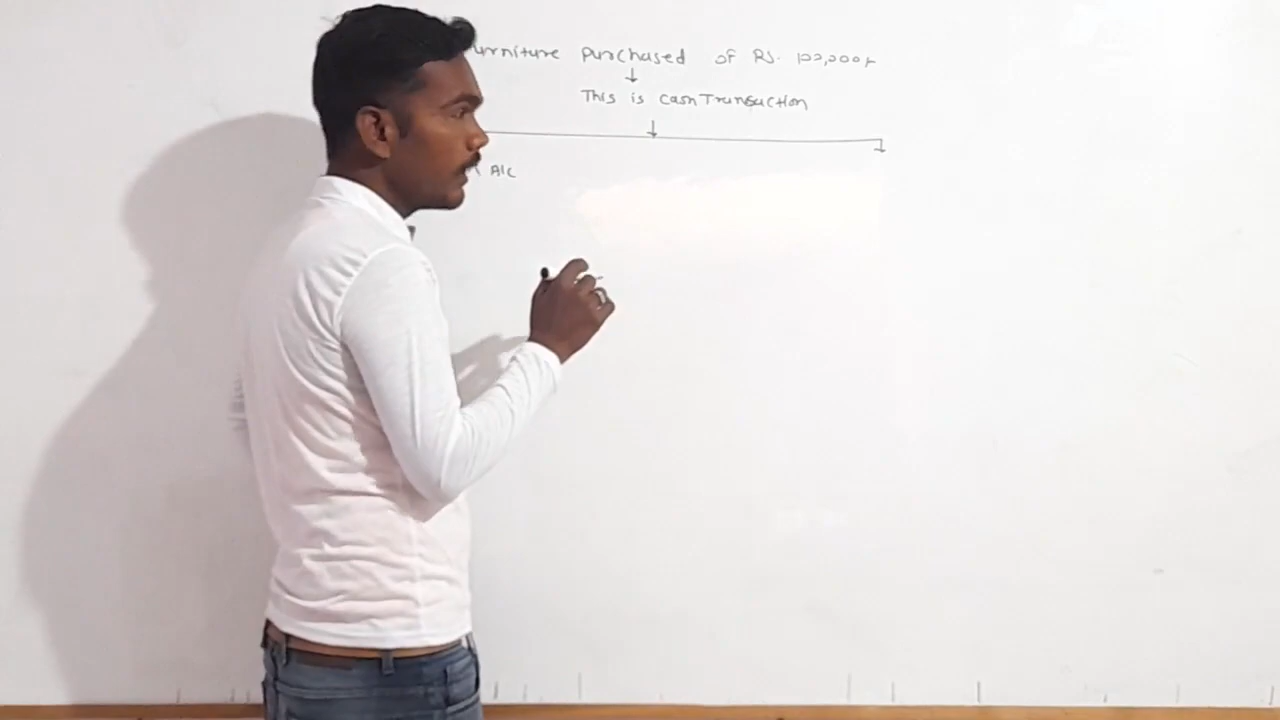 urniture purchased of Rs. 100,000/-
This is cash Transaction
A/c